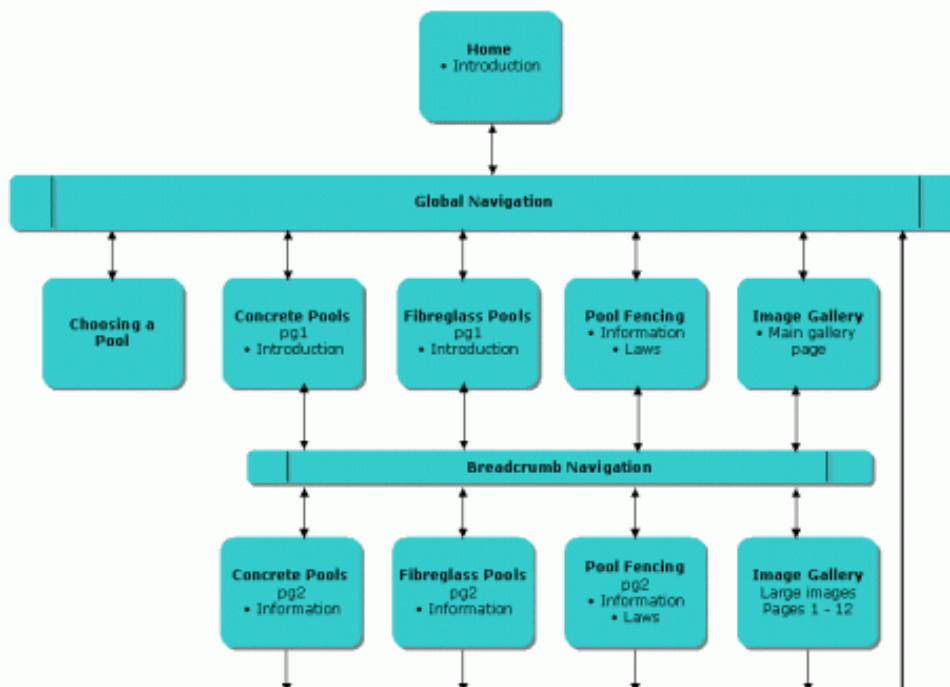 Home
• Introduction
Global Navigation
Choosing a
Pool
Concrete Pools
pg1
• Introduction
Fibreglass Pools
pg1
• Introduction
Pool Fencing
• Information
• Laws
Image Gallery
• Main gallery
page
Breadcrumb Navigation
Concrete Pools
pg2
• Information
Fibreglass Pools
pg2
• Information
Pool Fencing
pg2
• Information
• Laws
Image Gallery
Large images
Pages 1 - 12